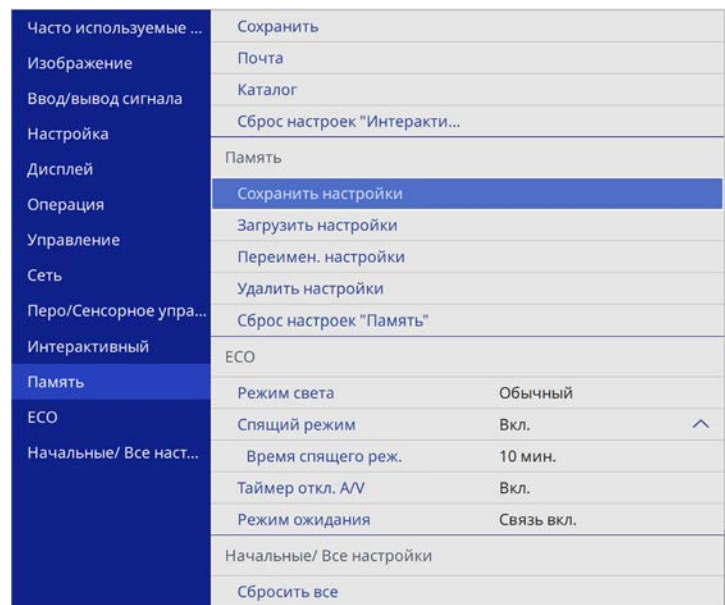 Часто используемые ...
Изображение
Ввод/вывод сигнала
Настройка
Дисплей
Операция
Управление
Сеть
Перо/Сенсорное упра...
Интерактивный
Память
ECO
Начальные/ Все наст...
Сохранить
Почта
Каталог
Сброс настроек "Интеракти...
Память
Сохранить настройки
Загрузить настройки
Переимен. настройки
Удалить настройки
Сброс настроек "Память"
ECO
Режим света Обычный
Спящий режим Вкл.
Время спящего реж. 10 мин.
Таймер откл. A/V Вкл.
Режим ожидания Связь вкл.
Начальные/ Все настройки
Сбросить все